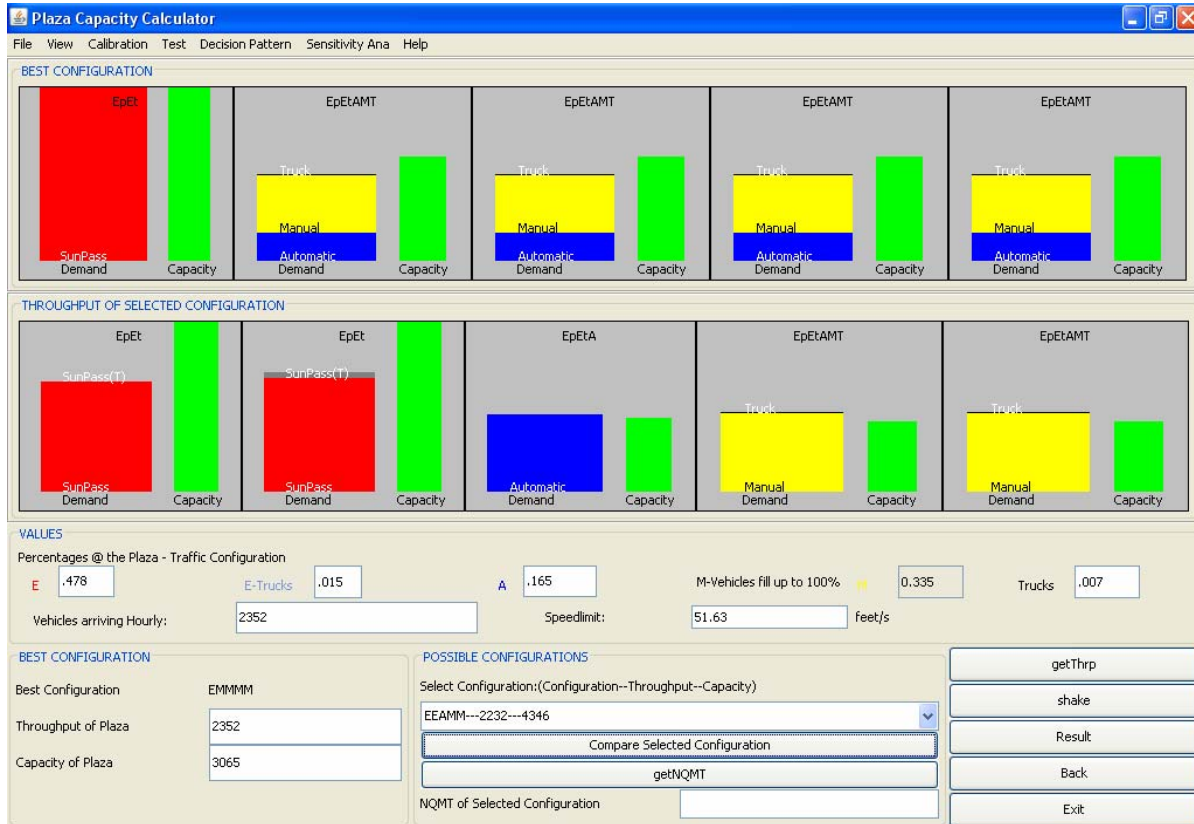 Plaza Capacity Calculator
File View Calibration Test Decision Pattern Sensitivity Ana Help
BEST CONFIGURATION
EpEt EpEtAMT EpEtAMT EpEtAMT EpEtAMT
Truck Truck Truck Truck
Manual Manual Manual Manual
SunPass Automatic Automatic Automatic Automatic
Demand Capacity Demand Capacity Demand Capacity Demand Capacity Demand Capacity
THROUGHPUT OF SELECTED CONFIGURATION
EpEt EpEt EpEtA EpEtAMT EpEtAMT
SunPass(T) SunPass(T)
Truck Truck
SunPass SunPass Automatic Manual Manual
Demand Capacity Demand Capacity Demand Capacity Demand Capacity Demand Capacity
VALUES
Percentages @ the Plaza - Traffic Configuration
E .478 E-Trucks .015 A .165 M-Vehicles fill up to 100% 0.335 Trucks .007
Vehicles arriving Hourly: 2352 Speedlimit: 51.63 feet/s
BEST CONFIGURATION
Best Configuration EMMMM
Throughput of Plaza 2352
Capacity of Plaza 3065
POSSIBLE CONFIGURATIONS
Select Configuration:(Configuration--Throughput--Capacity)
EEAMM---2232---4346
Compare Selected Configuration
getNQMT
NQMT of Selected Configuration
getThrp
shake
Result
Back
Exit